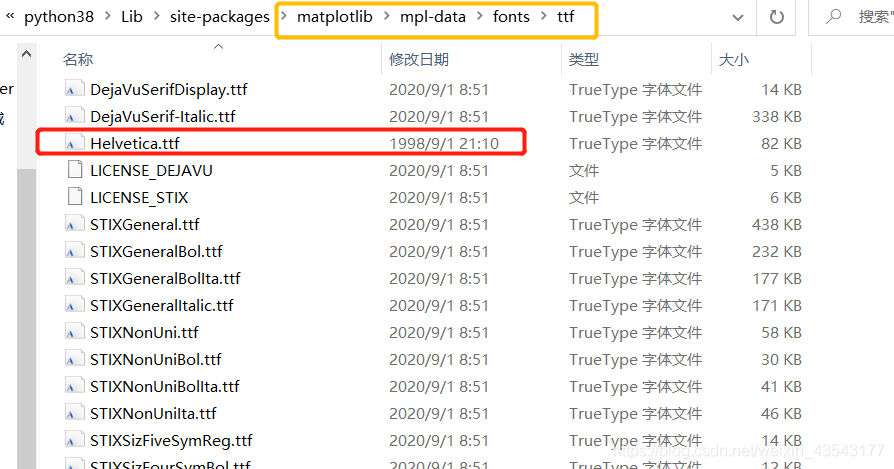 « python38 > Lib > site-packages > matplotlib > mpl-data > fonts > ttf 搜索"
名称 修改日期 类型 大小
DejaVuSerifDisplay.ttf 2020/9/1 8:51 TrueType 字体文件 14 KB
er
DejaVuSerif-Italic.ttf 2020/9/1 8:51 TrueType 字体文件 338 KB
Helvetica.ttf 1998/9/1 21:10 TrueType 字体文件 82 KB
LICENSE_DEJAVU 2020/9/1 8:51 文件 5 KB
LICENSE_STIX 2020/9/1 8:51 文件 6 KB
STIXGeneral.ttf 2020/9/1 8:51 TrueType 字体文件 438 KB
STIXGeneralBol.ttf 2020/9/1 8:51 TrueType 字体文件 232 KB
STIXGeneralBolIta.ttf 2020/9/1 8:51 TrueType 字体文件 177 KB
STIXGeneralItalic.ttf 2020/9/1 8:51 TrueType 字体文件 171 KB
STIXNonUni.ttf 2020/9/1 8:51 TrueType 字体文件 58 KB
STIXNonUniBol.ttf 2020/9/1 8:51 TrueType 字体文件 30 KB
STIXNonUniBolIta.ttf 2020/9/1 8:51 TrueType 字体文件 41 KB
STIXNonUniIta.ttf 2020/9/1 8:51 TrueType 字体文件 46 KB
STIXSizFiveSymReg.ttf 2020/9/1 8:51 TrueType 字体文件 14 KB
https://blog.csdn.net/weixin_43543177
STIXSizFourSymBol.ttf 2020/9/1 8:51 TrueType 字体文件 12 KB